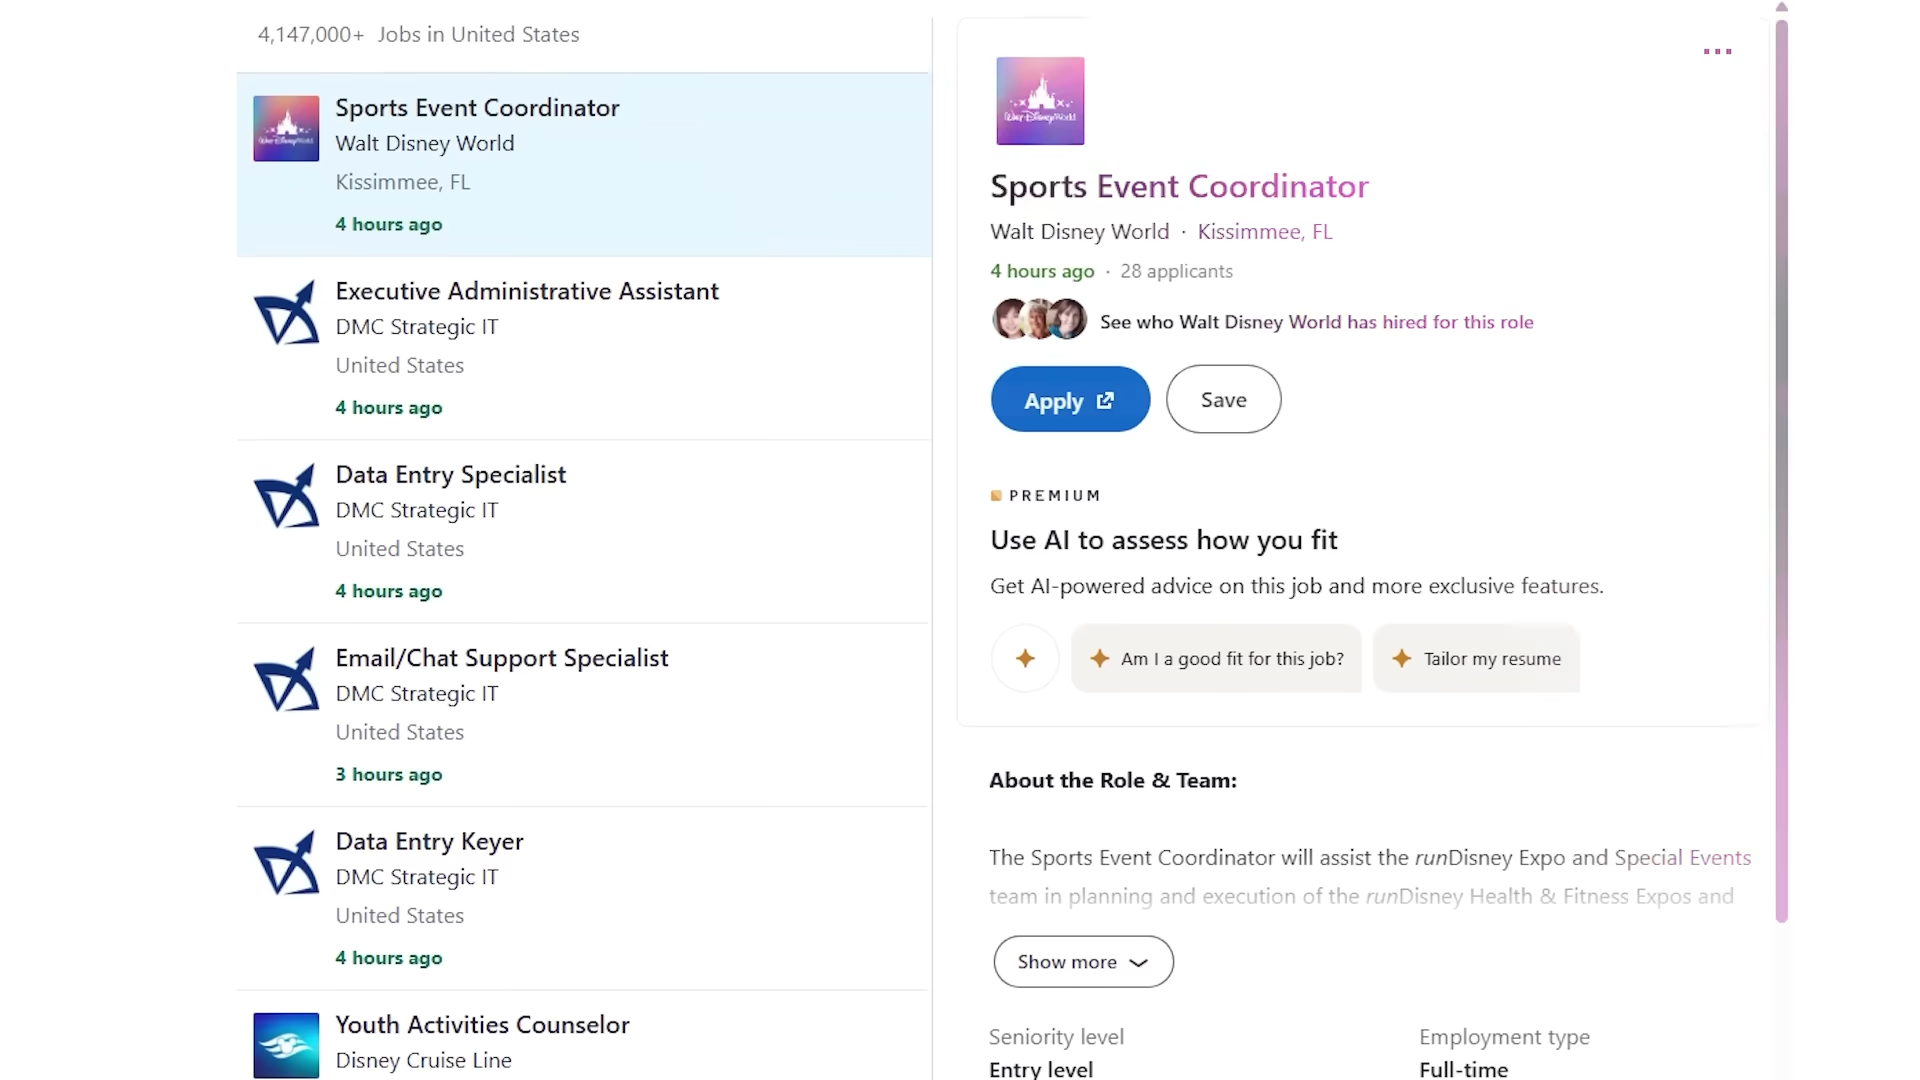 4,147,000+ Jobs in United States
Sports Event Coordinator
Walt Disney World
Kissimmee, FL
4 hours ago
Executive Administrative Assistant
DMC Strategic IT
United States
4 hours ago
Data Entry Specialist
DMC Strategic IT
United States
4 hours ago
Email/Chat Support Specialist
DMC Strategic IT
United States
3 hours ago
Data Entry Keyer
DMC Strategic IT
United States
4 hours ago
Youth Activities Counselor
Disney Cruise Line
Walt Disney World
Sports Event Coordinator
Walt Disney World · Kissimmee, FL
4 hours ago · 28 applicants
See who Walt Disney World has hired for this role
Apply
Save
PREMIUM
Use AI to assess how you fit
Get AI-powered advice on this job and more exclusive features.
Am I a good fit for this job?
Tailor my resume
About the Role & Team:
The Sports Event Coordinator will assist the runDisney Expo and Special Events
team in planning and execution of the runDisney Health & Fitness Expos and
Show more
Seniority level
Entry level
Employment type
Full-time